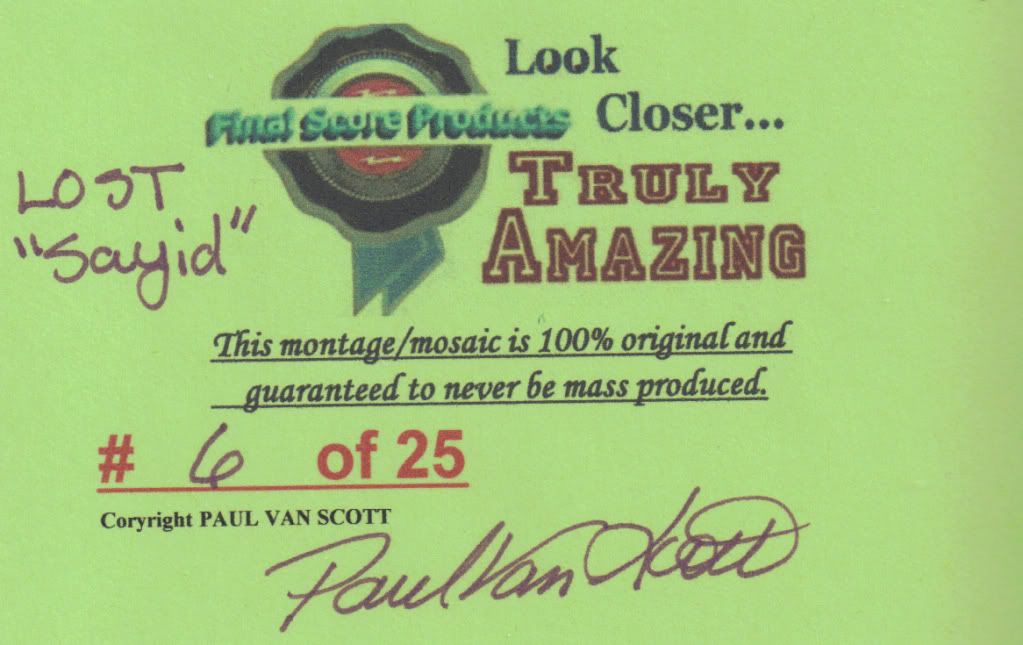 Look
Closer...
Final Score Products
TRULY
AMAZING
LOST
"Sayid"
This montage/mosaic is 100% original and
guaranteed to never be mass produced.
# 6 of 25
Coryright PAUL VAN SCOTT
Paul Van Scott